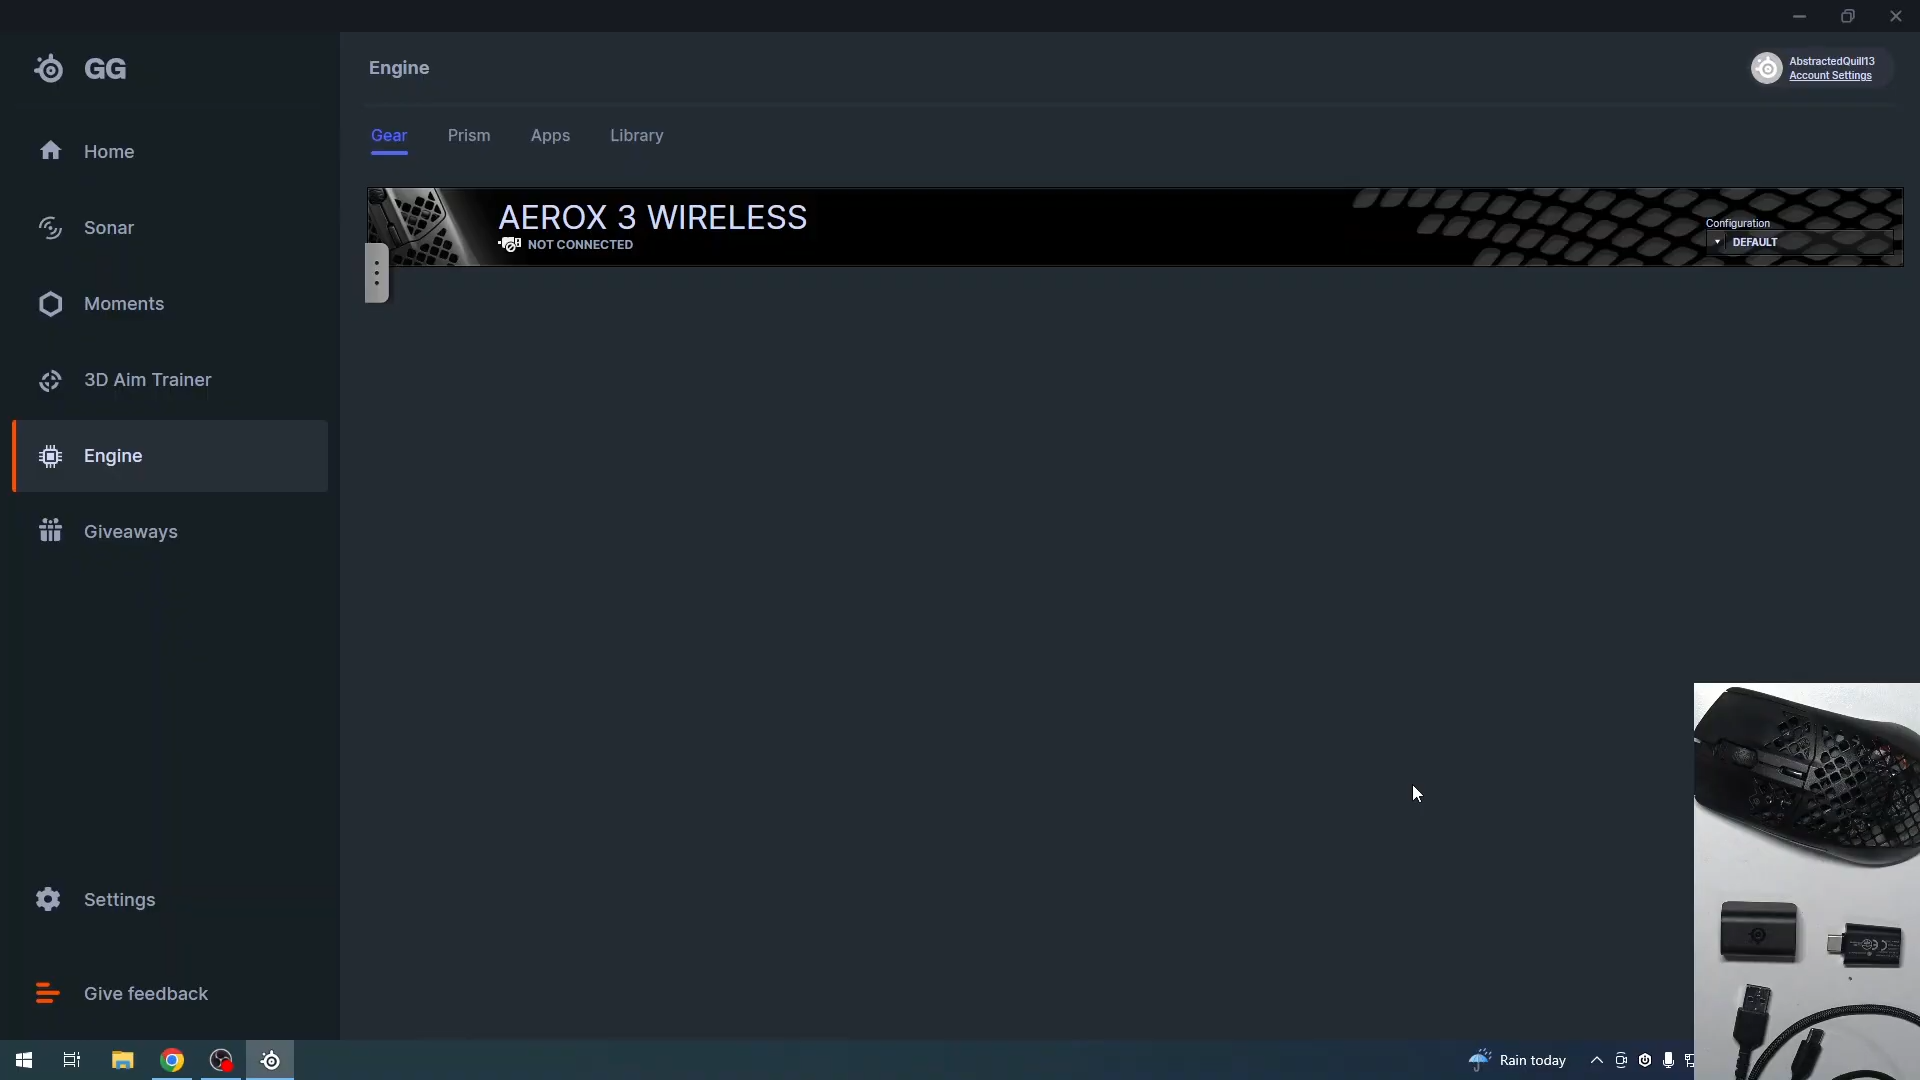 GG
Engine
AbstractedQuill13
Account Settings
Gear
Prism
Apps
Library
Home
Sonar
Moments
3D Aim Trainer
Engine
Giveaways
Settings
Give feedback
AEROX 3 WIRELESS
NOT CONNECTED
Configuration
DEFAULT
Rain today